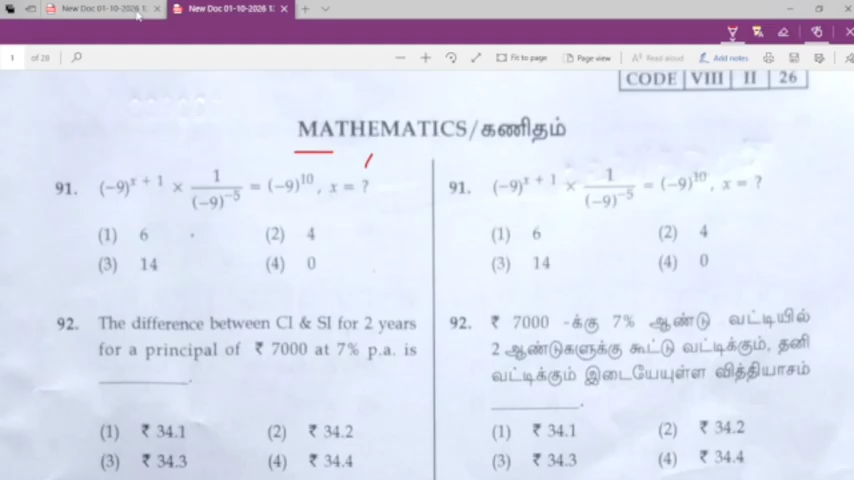 New Doc 01-10-2026 1
New Doc 01-10-2026 1
1 of 28
Fit to page
Page view
Read aloud
Add notes
CODE VIII II 26
MATHEMATICS/கணிதம்
91. (−9)^{x + 1} × 1/(−9)^{−5} = (−9)^{10}, x = ?
(1) 6 (2) 4
(3) 14 (4) 0
92. The difference between CI & SI for 2 years
for a principal of ₹ 7000 at 7% p.a. is
__________.
(1) ₹ 34.1 (2) ₹ 34.2
(3) ₹ 34.3 (4) ₹ 34.4
91. (−9)^{x + 1} × 1/(−9)^{−5} = (−9)^{10}, x = ?
(1) 6 (2) 4
(3) 14 (4) 0
92. ₹ 7000 -க்கு 7% ஆண்டு வட்டியில்
2 ஆண்டுகளுக்கு கூட்டு வட்டிக்கும், தனி
வட்டிக்கும் இடையேயுள்ள வித்தியாசம்
__________.
(1) ₹ 34.1 (2) ₹ 34.2
(3) ₹ 34.3 (4) ₹ 34.4